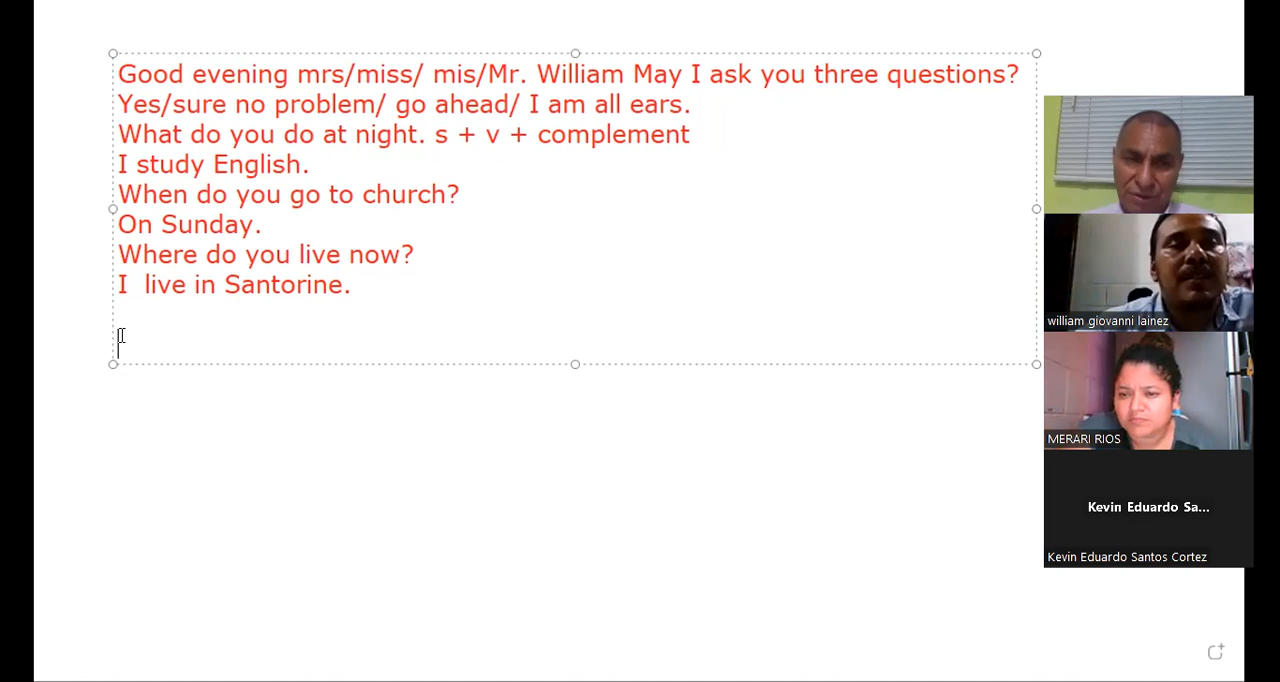 Good evening mrs/miss/ mis/Mr. William May I ask you three questions?
Yes/sure no problem/ go ahead/ I am all ears.
What do you do at night. s + v + complement
I study English.
When do you go to church?
On Sunday.
Where do you live now?
I  live in Santorine.
william giovanni lainez
MERARI RIOS
Kevin Eduardo Sa...
Kevin Eduardo Santos Cortez